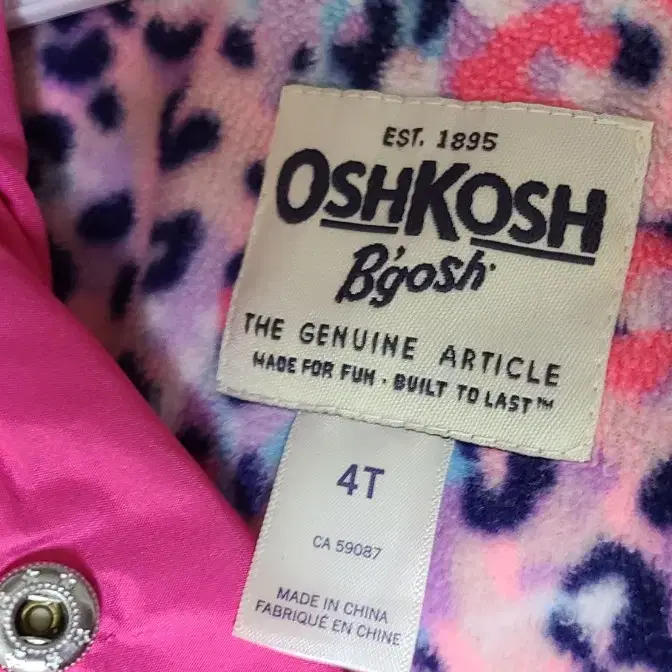 EST. 1895
OSHKOSH
B'gosh
THE GENUINE ARTICLE
MADE FOR FUN · BUILT TO LAST™
4T
CA 59087
MADE IN CHINA
FABRIQUÉ EN CHINE